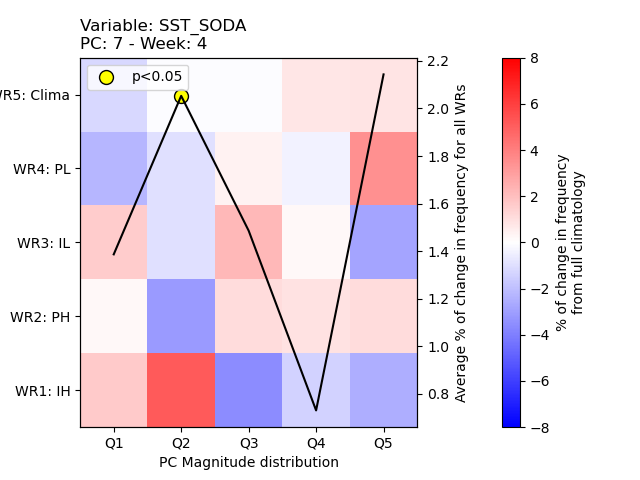 Variable: SST_SODA
PC: 7 - Week: 4
p<0.05
WR5: Clima
WR4: PL
WR3: IL
WR2: PH
WR1: IH
Q1 Q2 Q3 Q4 Q5
PC Magnitude distribution
2.2
2.0
1.8
1.6
1.4
1.2
1.0
0.8
Average % of change in frequency for all WRs
8
6
4
2
0
−2
−4
−6
−8
% of change in frequency
from full climatology